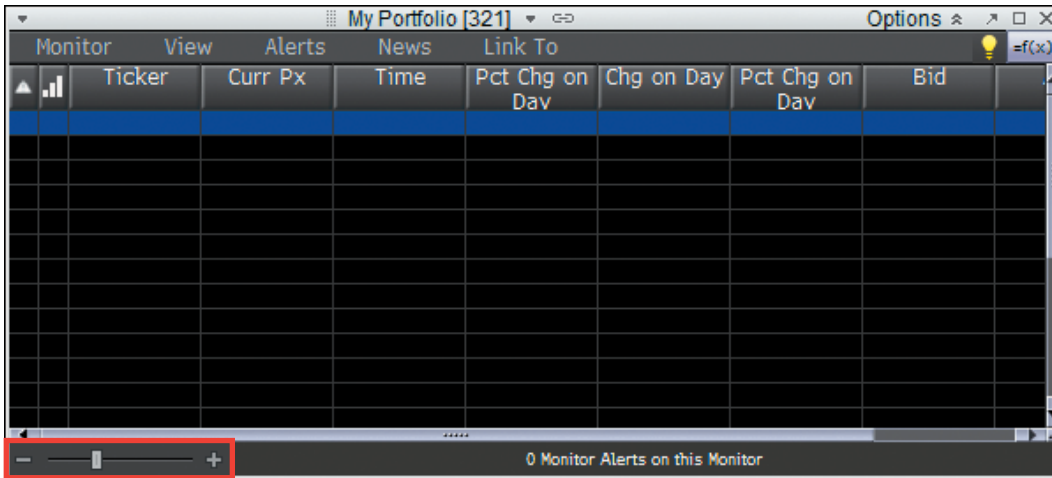 My Portfolio [321] Options
Monitor View Alerts News Link To =f(x)
Ticker Curr Px Time Pct Chg on Day Chg on Day Pct Chg on Day Bid
0 Monitor Alerts on this Monitor